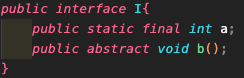 public interface I{
    public static final int a;
    public abstract void b();
}